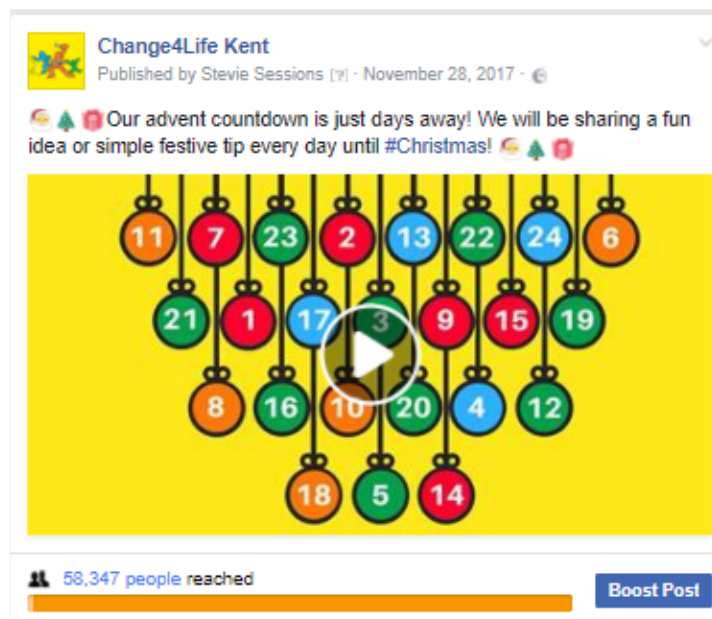 Change4Life Kent
Published by Stevie Sessions [?] · November 28, 2017 ·
🎅🎄🎁Our advent countdown is just days away! We will be sharing a fun
idea or simple festive tip every day until #Christmas! 🎅🎄🎁
11 7 23 2 13 22 24 6
21 1 17 3 9 15 19
8 16 10 20 4 12
18 5 14
58,347 people reached
Boost Post